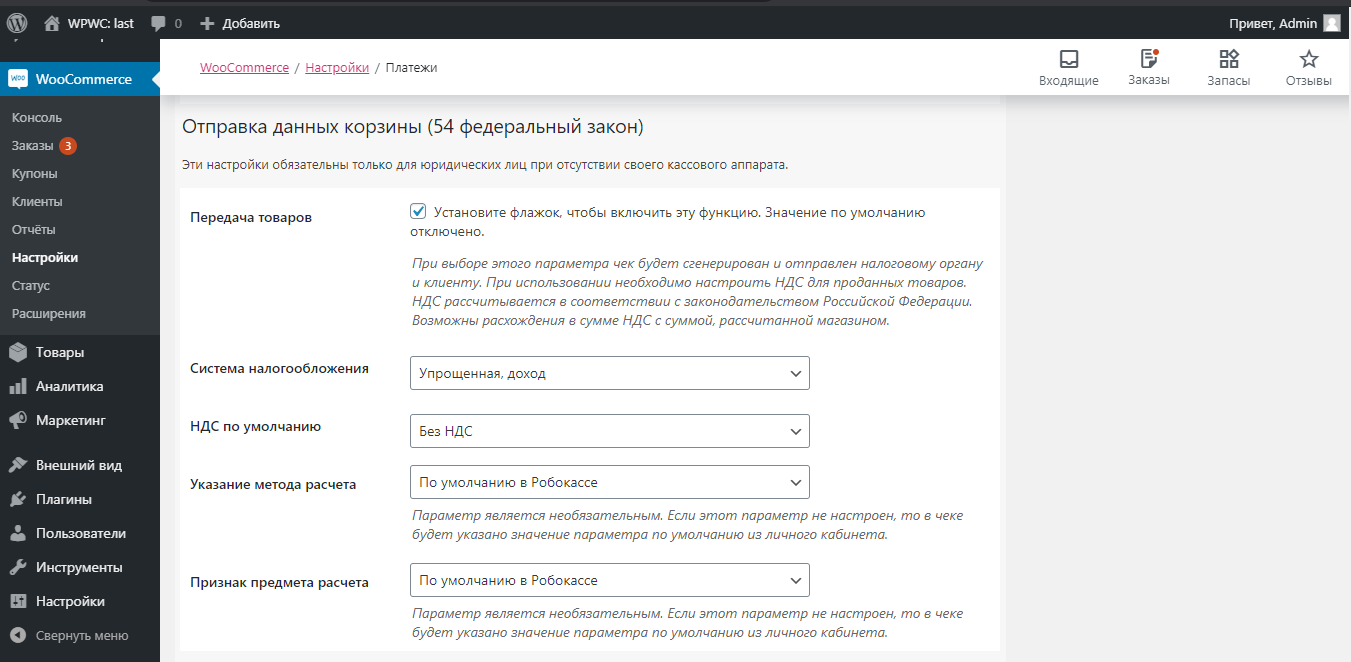 WPWC: last
0
Добавить
Привет, Admin
WooCommerce
Консоль
Заказы 3
Купоны
Клиенты
Отчёты
Настройки
Статус
Расширения
Товары
Аналитика
Маркетинг
Внешний вид
Плагины
Пользователи
Инструменты
Настройки
Свернуть меню
WooCommerce / Настройки / Платежи
Входящие
Заказы
Запасы
Отзывы
Отправка данных корзины (54 федеральный закон)
Эти настройки обязательны только для юридических лиц при отсутствии своего кассового аппарата.
Передача товаров
Установите флажок, чтобы включить эту функцию. Значение по умолчанию
отключено.
При выборе этого параметра чек будет сгенерирован и отправлен налоговому органу
и клиенту. При использовании необходимо настроить НДС для проданных товаров.
НДС рассчитывается в соответствии с законодательством Российской Федерации.
Возможны расхождения в сумме НДС с суммой, рассчитанной магазином.
Система налогообложения
Упрощенная, доход
НДС по умолчанию
Без НДС
Указание метода расчета
По умолчанию в Робокассе
Параметр является необязательным. Если этот параметр не настроен, то в чеке
будет указано значение параметра по умолчанию из личного кабинета.
Признак предмета расчета
По умолчанию в Робокассе
Параметр является необязательным. Если этот параметр не настроен, то в чеке
будет указано значение параметра по умолчанию из личного кабинета.